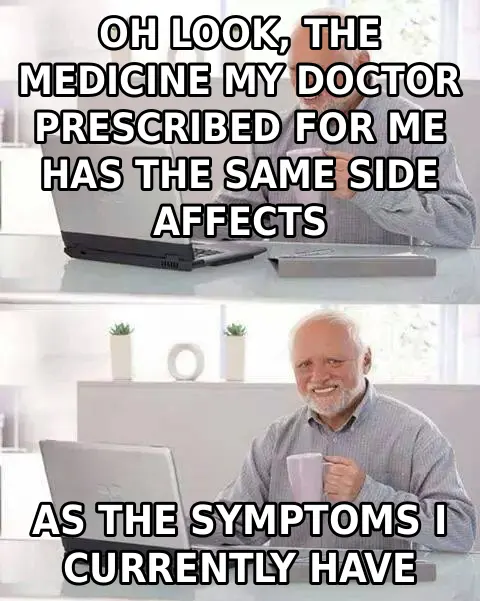 OH LOOK, THE
MEDICINE MY DOCTOR
PRESCRIBED FOR ME
HAS THE SAME SIDE
AFFECTS
AS THE SYMPTOMS I
CURRENTLY HAVE